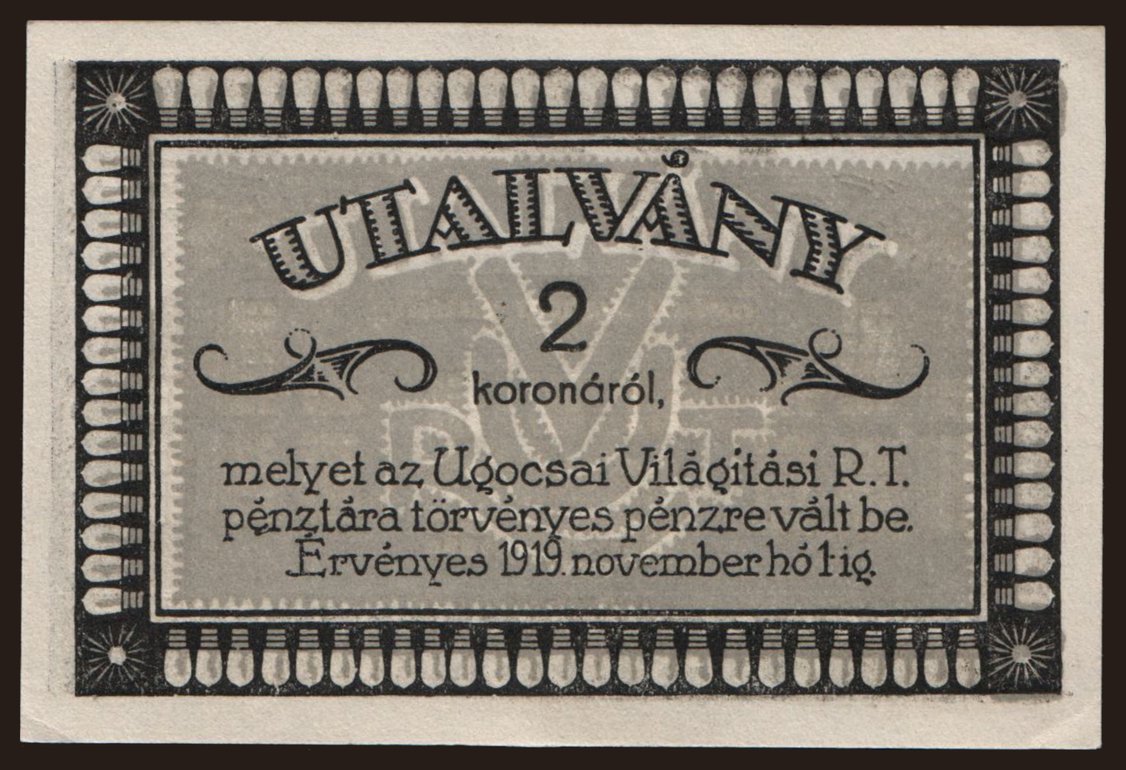 UTALVÁNY
2
koronáról,
melyet az Ugocsai Világitási R.T.
pénztára törvényes pénzre vált be.
Érvényes 1919. november hó 1-ig.
U V
R T